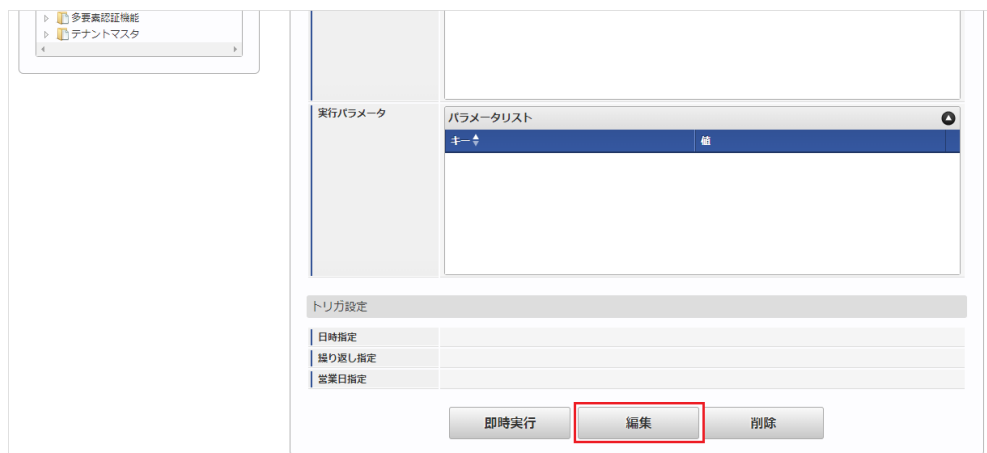 多要素認証機能
テナントマスタ
実行パラメータ
パラメータリスト
キー 値
トリガ設定
日時指定
繰り返し指定
営業日指定
即時実行 編集 削除